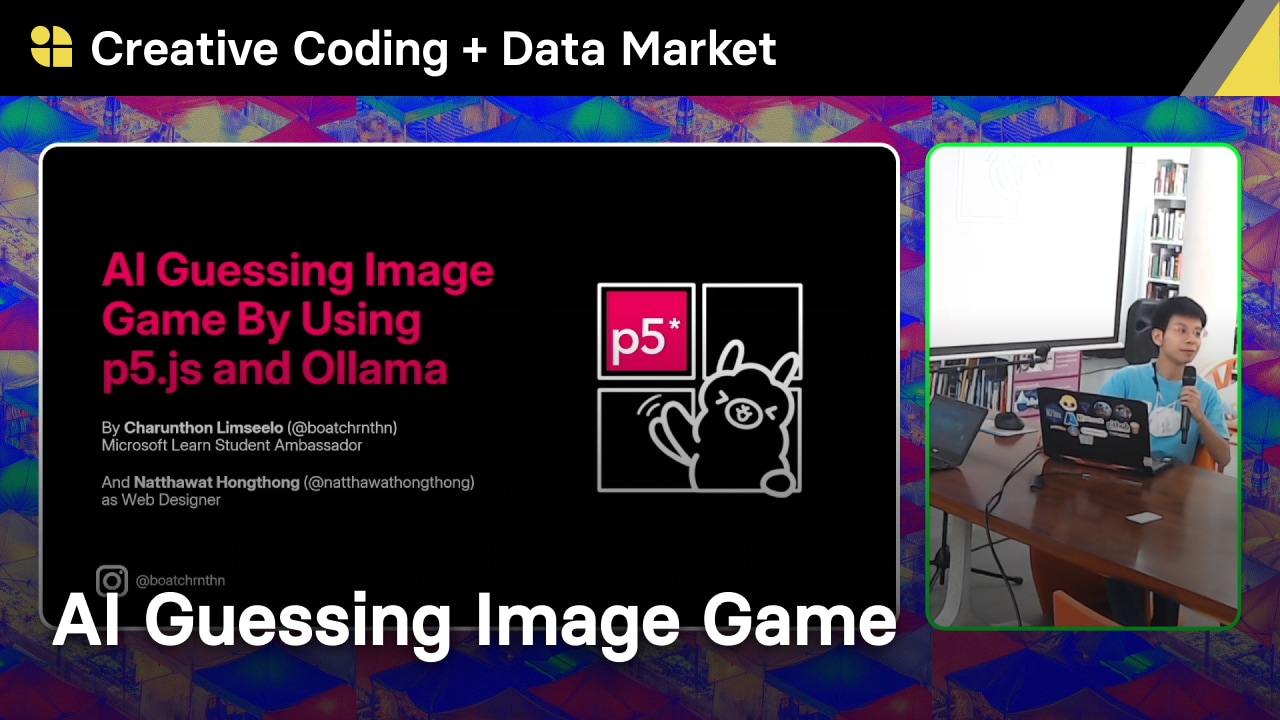 Creative Coding + Data Market
AI Guessing Image
Game By Using
p5.js and Ollama
By Charunthon Limseelo (@boatchrnthn)
Microsoft Learn Student Ambassador
And Natthawat Hongthong (@natthawathongthong)
as Web Designer
p5*
@boatchrnthn
AI Guessing Image Game